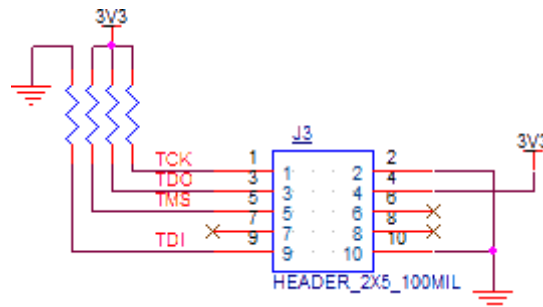 3V3
J3
3V3
TCK 1 1 2 2
TDO 3 3 4 4
TMS 5 5 6 6
7 7 8 8
TDI 9 9 10 10
HEADER_2X5_100MIL